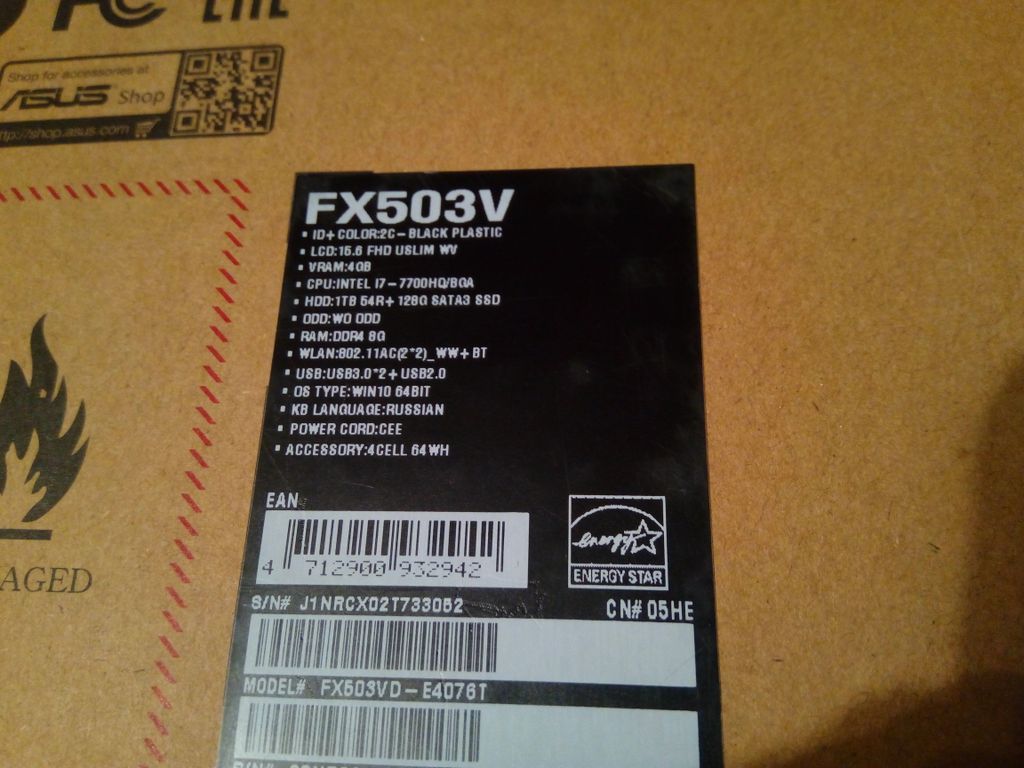 Shop for accessories at
ASUS Shop
http://shop.asus.com
FX503V
ID+ COLOR:2C-BLACK PLASTIC
LCD:15.6 FHD USLIM WV
VRAM:4GB
CPU:INTEL I7-7700HQ/BGA
HDD:1TB 54R+ 128G SATA3 SSD
ODD:WO ODD
RAM:DDR4 8G
WLAN:802.11AC(2*2)_WW+BT
USB:USB3.0*2+USB2.0
OS TYPE:WIN10 64BIT
KB LANGUAGE:RUSSIAN
POWER CORD:CEE
ACCESSORY:4CELL 64WH
EAN
4 712900 932942
energy
ENERGY STAR
AGED
S/N# J1NRCX02T733052
CN# 05HE
MODEL# FX503VD-E4076T